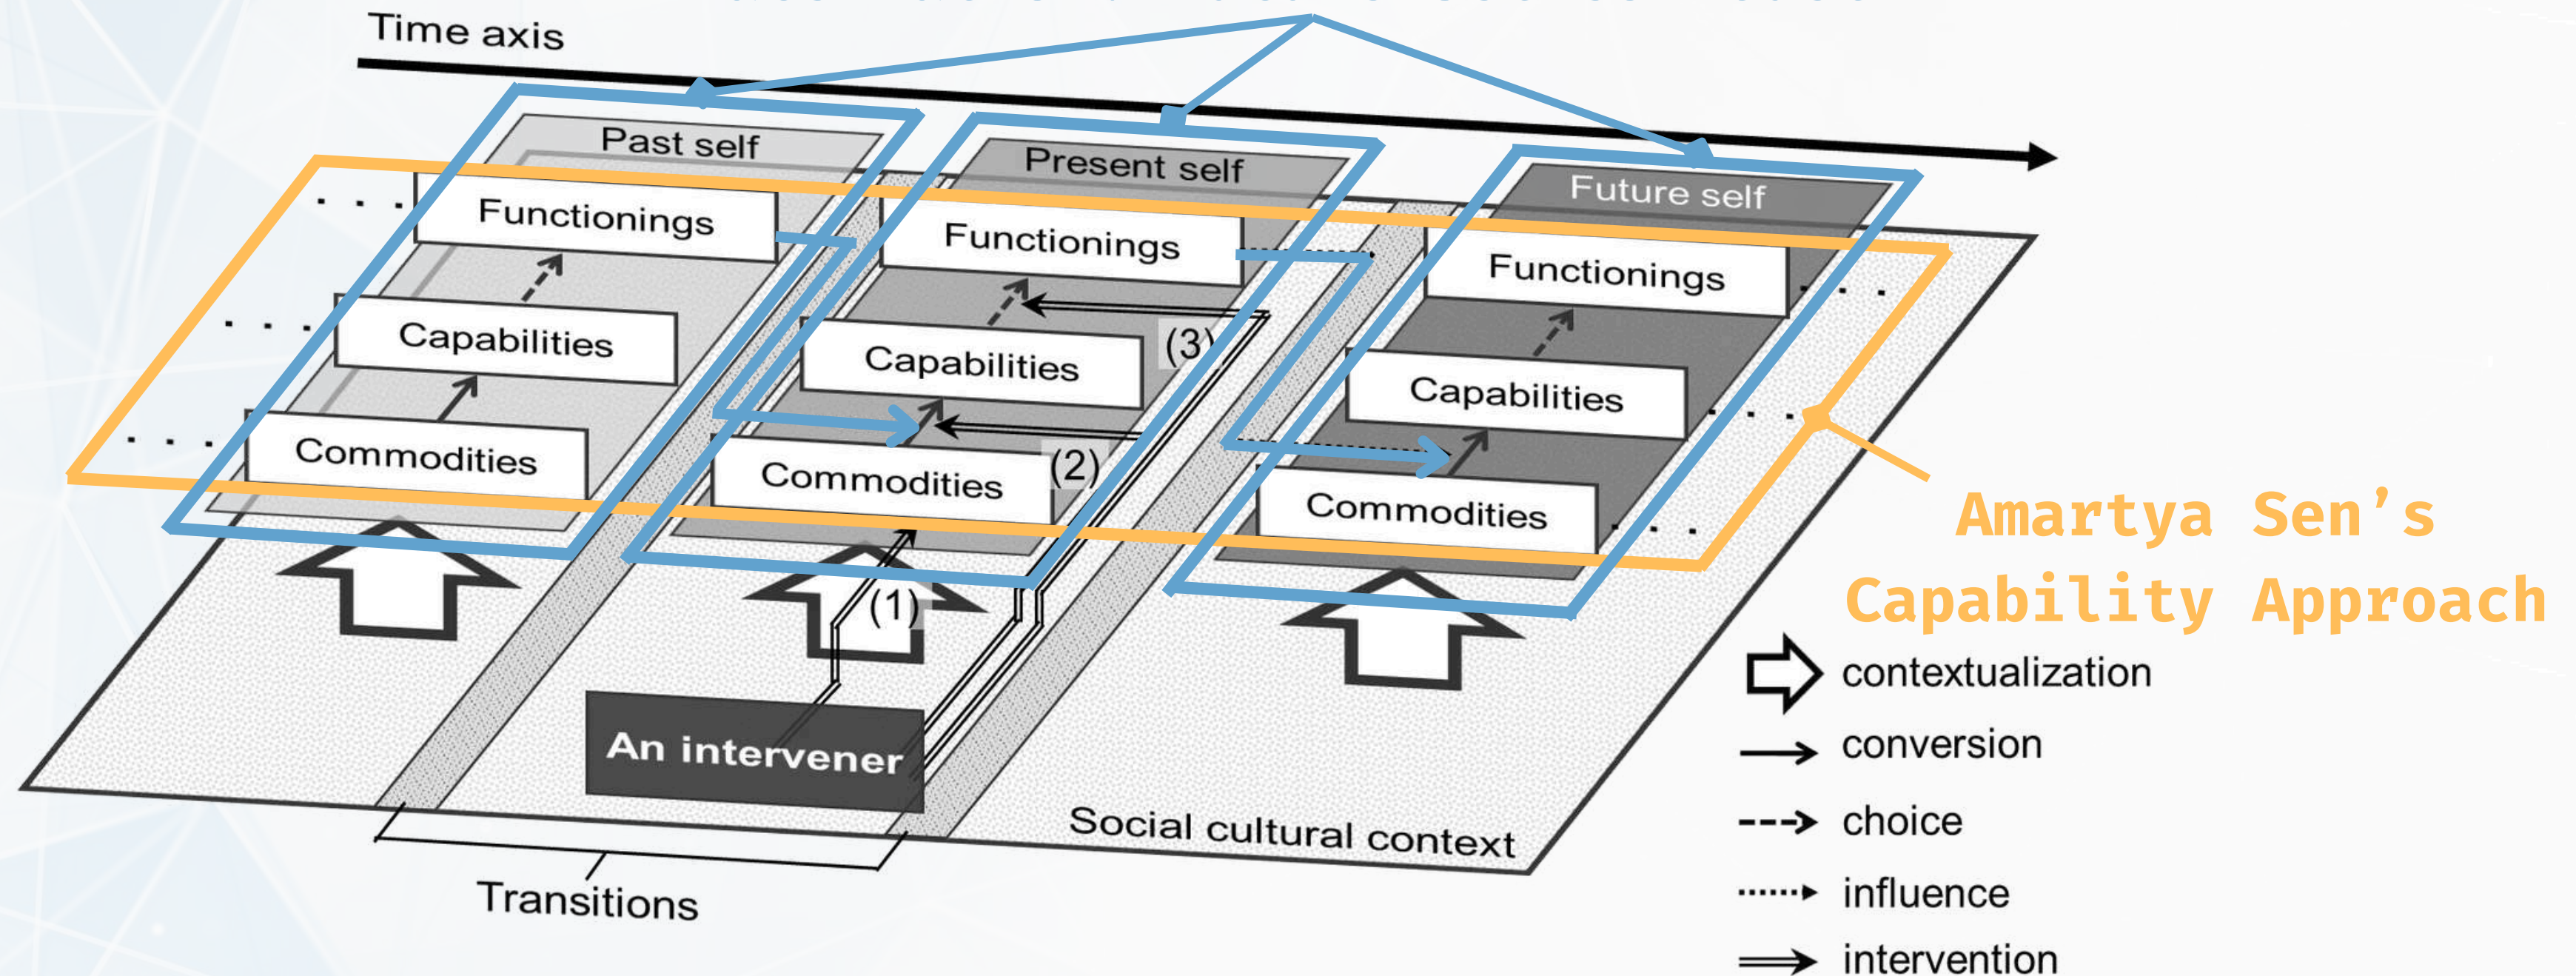 Time axis
Past self
Present self
Future self
Functionings
Functionings
Functionings
Capabilities
Capabilities
Capabilities
(3)
Commodities
Commodities
Commodities
(2)
(1)
An intervener
Social cultural context
Transitions
Amartya Sen’s
Capability Approach
contextualization
conversion
choice
influence
intervention